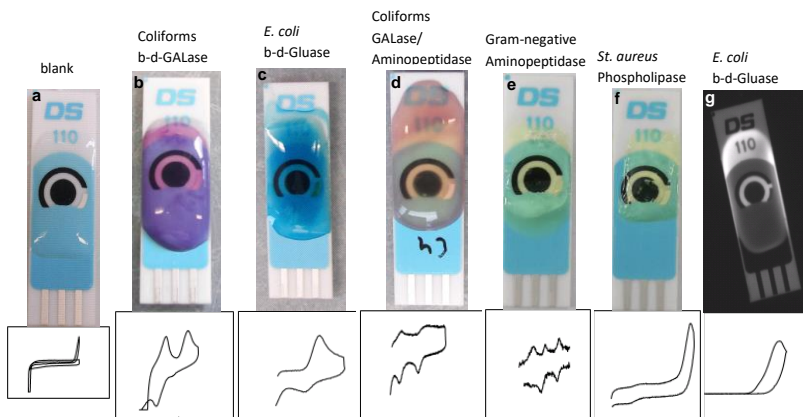 blank
Coliforms
b-d-GALase
E. coli
b-d-Gluase
Coliforms
GALase/
Aminopeptidase
Gram-negative
Aminopeptidase
St. aureus
Phospholipase
E. coli
b-d-Gluase
a
DS
110
b
DS
110
c
DS
110
d
DS
110
e
DS
110
f
DS
110
g
DS
110